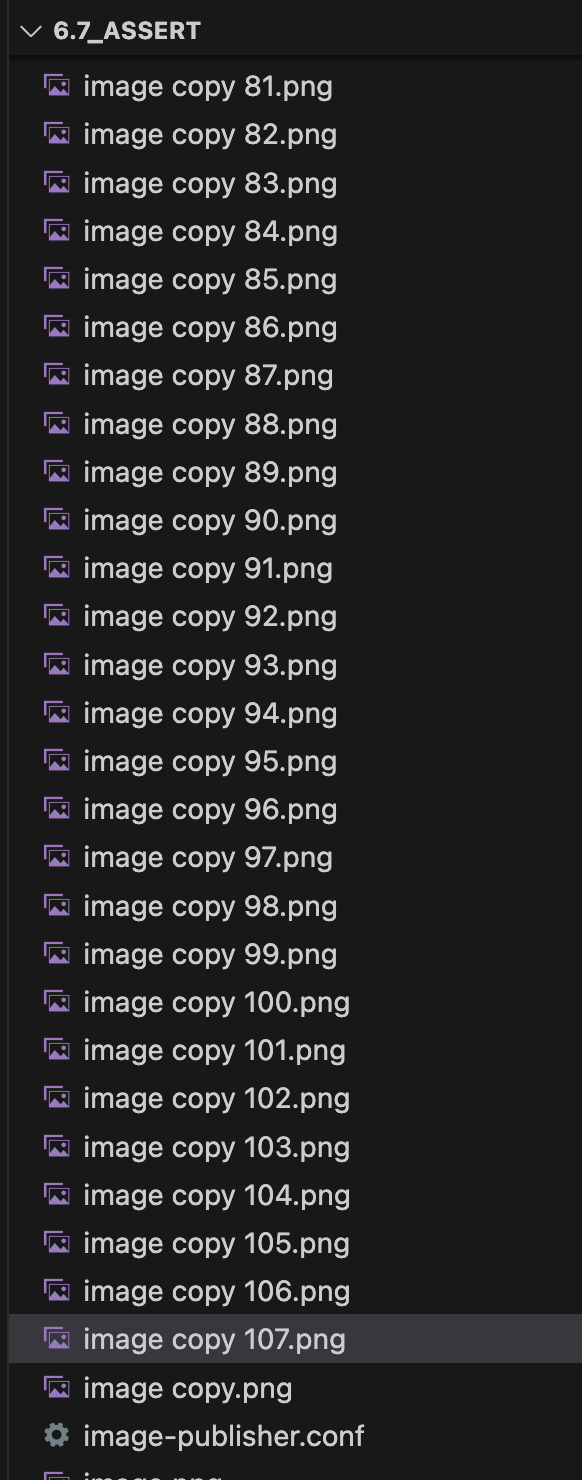 6.7_ASSERT
image copy 81.png
image copy 82.png
image copy 83.png
image copy 84.png
image copy 85.png
image copy 86.png
image copy 87.png
image copy 88.png
image copy 89.png
image copy 90.png
image copy 91.png
image copy 92.png
image copy 93.png
image copy 94.png
image copy 95.png
image copy 96.png
image copy 97.png
image copy 98.png
image copy 99.png
image copy 100.png
image copy 101.png
image copy 102.png
image copy 103.png
image copy 104.png
image copy 105.png
image copy 106.png
image copy 107.png
image copy.png
image-publisher.conf